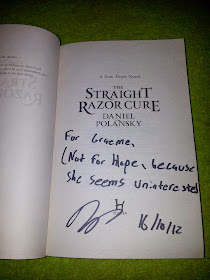 A Low Town Novel
THE
STRAIGHT
RAZOR CURE
DANIEL
POLANSKY
For Graeme,
(Not for Hope, because
She seems uninterested
16/10/12